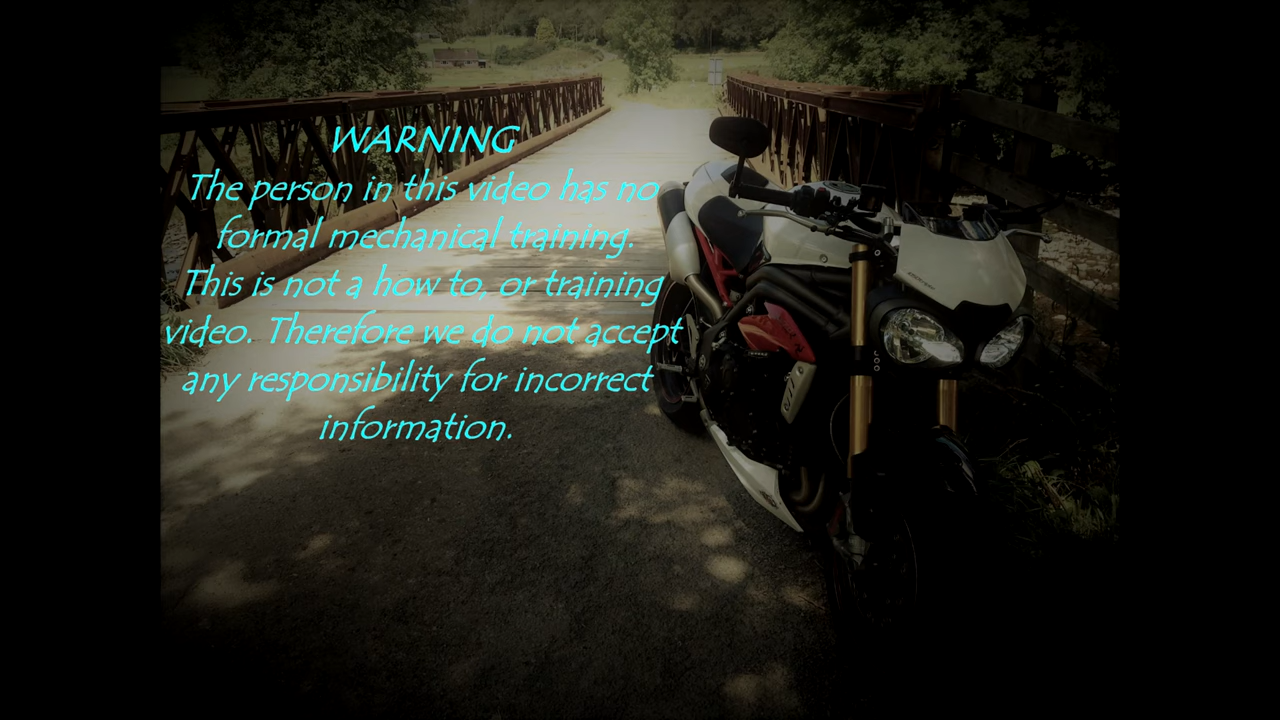 WARNING
The person in this video has no
formal mechanical training.
This is not a how to, or training
video. Therefore we do not accept
any responsibility for incorrect
information.